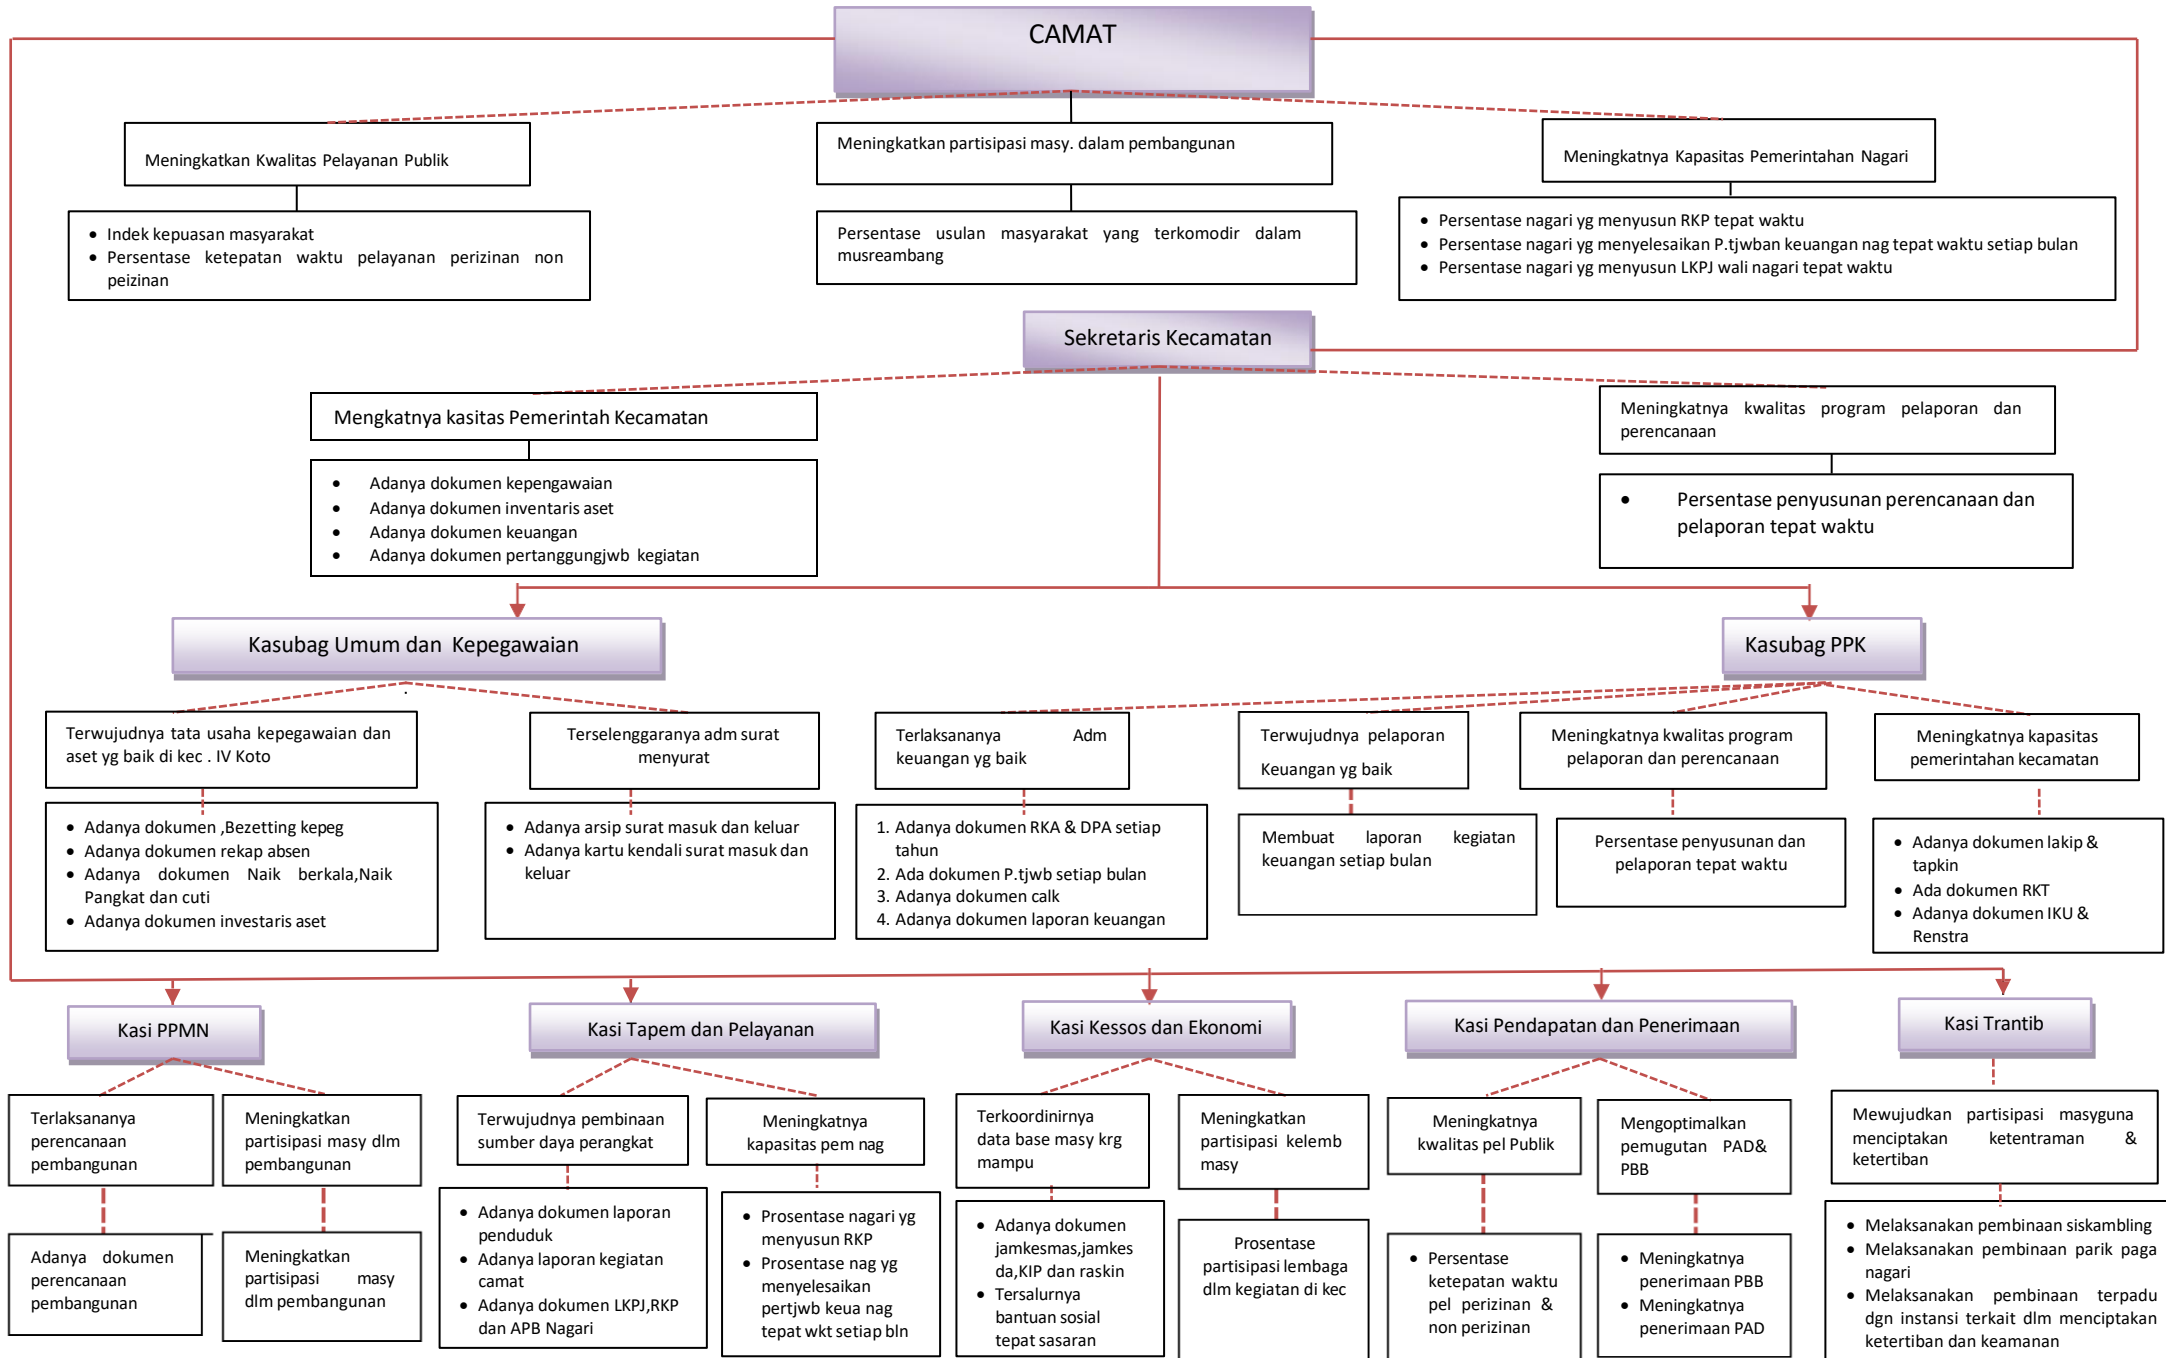 CAMAT
Meningkatkan Kwalitas Pelayanan Publik
Meningkatkan partisipasi masy. dalam pembangunan
Meningkatnya Kapasitas Pemerintahan Nagari
• Indek kepuasan masyarakat
• Persentase ketepatan waktu pelayanan perizinan non
peizinan
Persentase usulan masyarakat yang terkomodir dalam
musreambang
• Persentase nagari yg menyusun RKP tepat waktu
• Persentase nagari yg menyelesaikan P.tjwban keuangan nag tepat waktu setiap bulan
• Persentase nagari yg menyusun LKPJ wali nagari tepat waktu
Sekretaris Kecamatan
Mengkatnya kasitas Pemerintah Kecamatan
Meningkatnya kwalitas program pelaporan dan
perencanaan
• Adanya dokumen kepengawaian
• Adanya dokumen inventaris aset
• Adanya dokumen keuangan
• Adanya dokumen pertanggungjwb kegiatan
• Persentase penyusunan perencanaan dan
pelaporan tepat waktu
Kasubag Umum dan Kepegawaian
.
Kasubag PPK
Terwujudnya tata usaha kepegawaian dan
aset yg baik di kec . IV Koto
Terselenggaranya adm surat
menyurat
Terlaksananya Adm
keuangan yg baik
Terwujudnya pelaporan
Keuangan yg baik
Meningkatnya kwalitas program
pelaporan dan perencanaan
Meningkatnya kapasitas
pemerintahan kecamatan
• Adanya dokumen ,Bezetting kepeg
• Adanya dokumen rekap absen
• Adanya dokumen Naik berkala,Naik
Pangkat dan cuti
• Adanya dokumen investaris aset
• Adanya arsip surat masuk dan keluar
• Adanya kartu kendali surat masuk dan
keluar
1. Adanya dokumen RKA & DPA setiap
tahun
2. Ada dokumen P.tjwb setiap bulan
3. Adanya dokumen calk
4. Adanya dokumen laporan keuangan
Membuat laporan kegiatan
keuangan setiap bulan
Persentase penyusunan dan
pelaporan tepat waktu
• Adanya dokumen lakip &
tapkin
• Ada dokumen RKT
• Adanya dokumen IKU &
Renstra
Kasi PPMN
Kasi Tapem dan Pelayanan
Kasi Kessos dan Ekonomi
Kasi Pendapatan dan Penerimaan
Kasi Trantib
Terlaksananya
perencanaan
pembangunan
Meningkatkan
partisipasi masy dlm
pembangunan
Terwujudnya pembinaan
sumber daya perangkat
Meningkatnya
kapasitas pem nag
Terkoordinirnya
data base masy krg
mampu
Meningkatkan
partisipasi kelemb
masy
Meningkatnya
kwalitas pel Publik
Mengoptimalkan
pemugutan PAD&
PBB
Mewujudkan partisipasi masyguna
menciptakan ketentraman &
ketertiban
Adanya dokumen
perencanaan
pembangunan
Meningkatkan
partisipasi masy
dlm pembangunan
• Adanya dokumen laporan
penduduk
• Adanya laporan kegiatan
camat
• Adanya dokumen LKPJ,RKP
dan APB Nagari
• Prosentase nagari yg
menyusun RKP
• Prosentase nag yg
menyelesaikan
pertjwb keua nag
tepat wkt setiap bln
• Adanya dokumen
jamkesmas,jamkes
da,KIP dan raskin
• Tersalurnya
bantuan sosial
tepat sasaran
Prosentase
partisipasi lembaga
dlm kegiatan di kec
• Persentase
ketepatan waktu
pel perizinan &
non perizinan
• Meningkatnya
penerimaan PBB
• Meningkatnya
penerimaan PAD
• Melaksanakan pembinaan siskambling
• Melaksanakan pembinaan parik paga
nagari
• Melaksanakan pembinaan terpadu
dgn instansi terkait dlm menciptakan
ketertiban dan keamanan